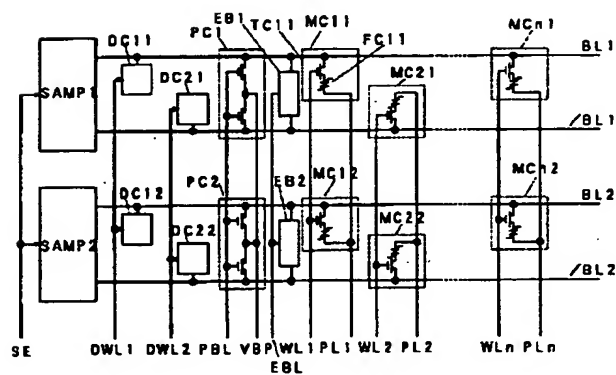 EB11 TC11 MC11
DC11 PC1 FC11 MCn1
BL1
DC21 MC21
SAMP1
/BL1
PC2 MC12 MCn2
DC12 EB2 BL2
DC22 MC22
SAMP2
/BL2
SE DWL1 DWL2 PBL VBP WL1 PL1 WL2 PL2 WLn PLn
EBL